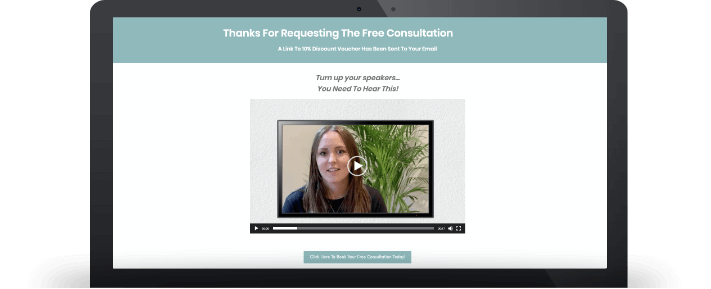 Thanks For Requesting The Free Consultation
A Link To 10% Discount Voucher Has Been Sent To Your Email
Turn up your speakers...
You Need To Hear This!
Click Here To Book Your Free Consultation Today!